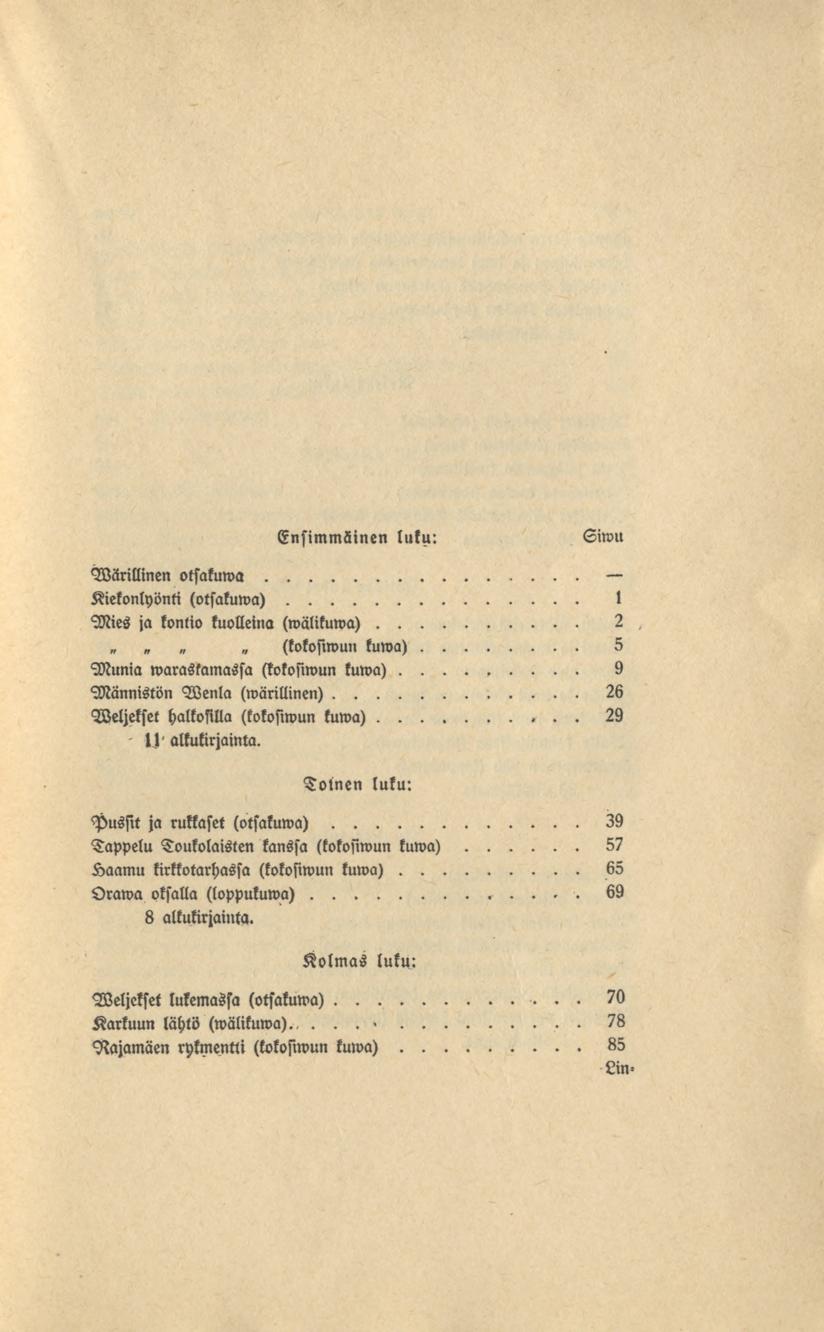 Ensimmäinen luku: Siwu
Wärillinen otsakuwa . . . . . . . . . . . . . . . —
Kiekonlyönti (otsakuwa) . . . . . . . . . . . . . . 1
Mies ja kontio kuolleina (wälikuwa) . . . . . . . . . . 2
„ „ „ „ (kokosiwun kuwa) . . . . . . . . 5
Munia waraskamassa (kokosiwun kuwa) . . . . . . . . . 9
Männistön Wenla (wärillinen) . . . . . . . . . . . . 26
Weljekset halkosilla (kokosiwun kuwa) . . . . . . . . . . 29
11 alkukirjainta.
Toinen luku:
Pussit ja rukkaset (otsakuwa) . . . . . . . . . . . . 39
Tappelu Toukolaisten kanssa (kokosiwun kuwa) . . . . . . 57
Haamu kirkkotarhassa (kokosiwun kuwa) . . . . . . . . . 65
Orawa oksalla (loppukuwa) . . . . . . . . . . . . . 69
8 alkukirjainta.
Kolmas luku:
Weljekset lukemassa (otsakuwa) . . . . . . . . . . . . 70
Karkuun lähtö (wälikuwa). . . . . . . . . . . . . . 78
Rajamäen rykmentti (kokosiwun kuwa) . . . . . . . . . 85
Lin-